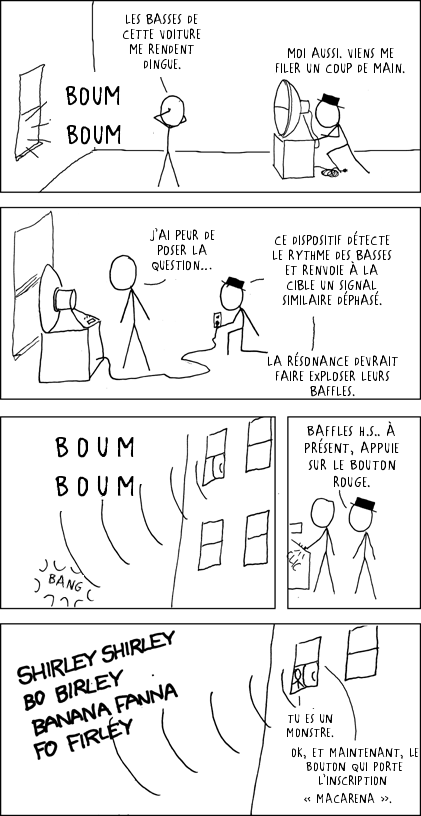 LES BASSES DE
CETTE VOITURE
ME RENDENT
DINGUE.
MOI AUSSI. VIENS ME
FILER UN COUP DE MAIN.
BOUM
BOUM
J'AI PEUR DE
POSER LA
QUESTION...
CE DISPOSITIF DÉTECTE
LE RYTHME DES BASSES
ET RENVOIE À LA
CIBLE UN SIGNAL
SIMILAIRE DÉPHASÉ.
LA RÉSONANCE DEVRAIT
FAIRE EXPLOSER LEURS
BAFFLES.
BOUM
BOUM
BANG
BAFFLES H.S.. À
PRÉSENT, APPUIE
SUR LE BOUTON
ROUGE.
SHIRLEY SHIRLEY
BO BIRLEY
BANANA FANNA
FO FIRLEY
TU ES UN
MONSTRE.
OK, ET MAINTENANT, LE
BOUTON QUI PORTE
L'INSCRIPTION
« MACARENA ».